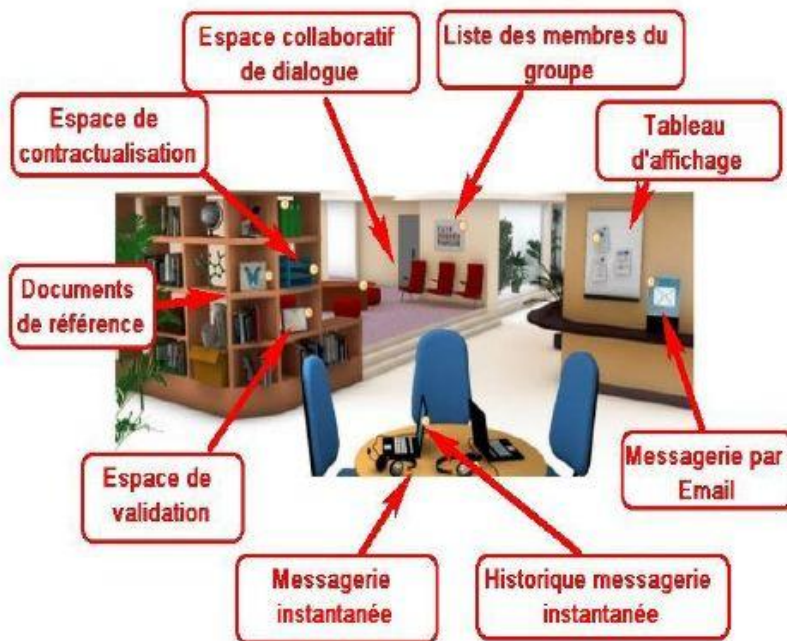 Espace collaboratif
de dialogue
Liste des membres du
groupe
Espace de
contractualisation
Tableau
d'affichage
Documents
de référence
Espace de
validation
Messagerie par
Email
Messagerie
instantanée
Historique messagerie
instantanée